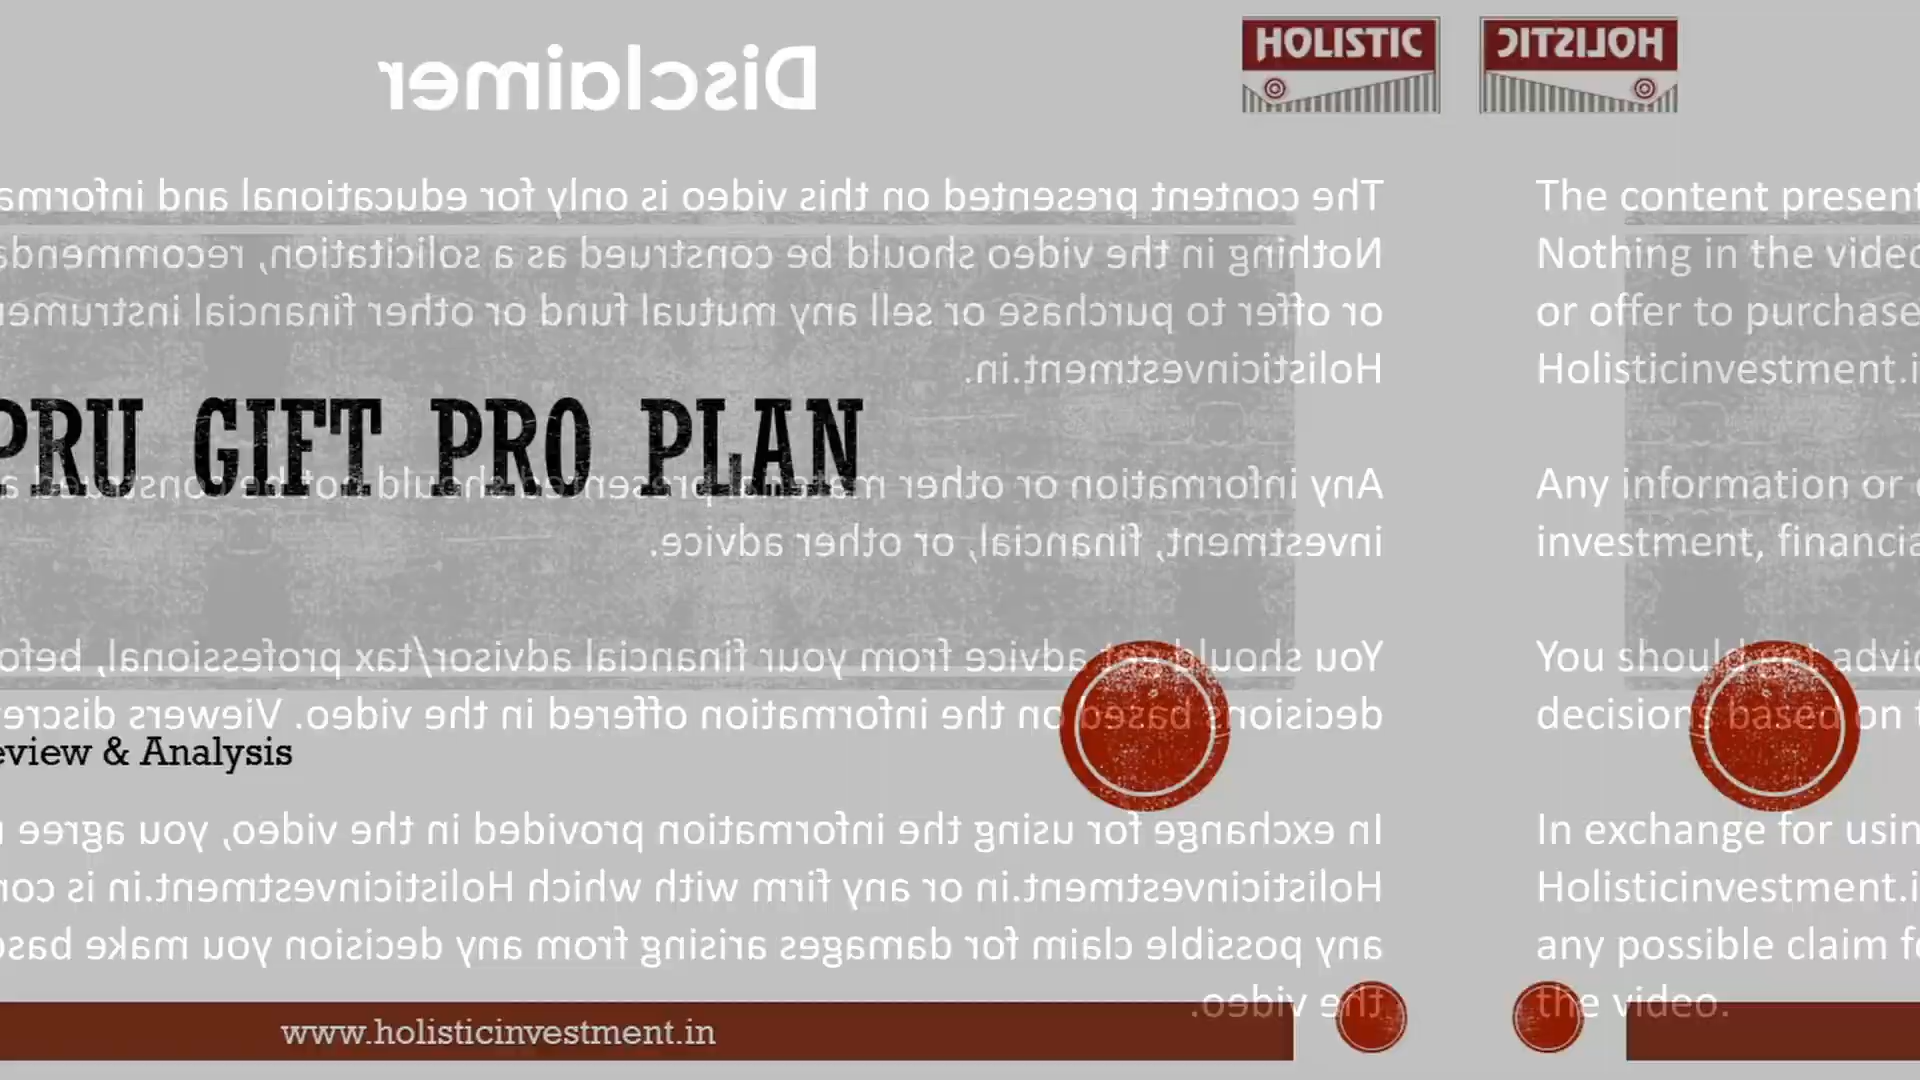 Disclaimer
HOLISTIC
HOLISTIC
The content presented on this video is only for educational and informa
The content present
Nothing in the video should be construed as a solicitation, recommenda
Nothing in the video
or offer to purchase or sell any mutual fund or other financial instrumen
or offer to purchase
Holisticinvestment.in.
Holisticinvestment.i
PRU GIFT PRO PLAN
Any information or other material presented should not be construed a
Any information or
investment, financial, or other advice.
investment, financia
You should advice from your financial advisor/tax professional, befo
You should advic
decisions based on the information offered in the video. Viewers discre
decisions based on
eview & Analysis
In exchange for using the information provided in the video, you agree
In exchange for usin
Holisticinvestment.in or any firm with which Holisticinvestment.in is co
Holisticinvestment.i
any possible claim for damages arising from any decision you make base
any possible claim f
the video.
the video.
www.holisticinvestment.in